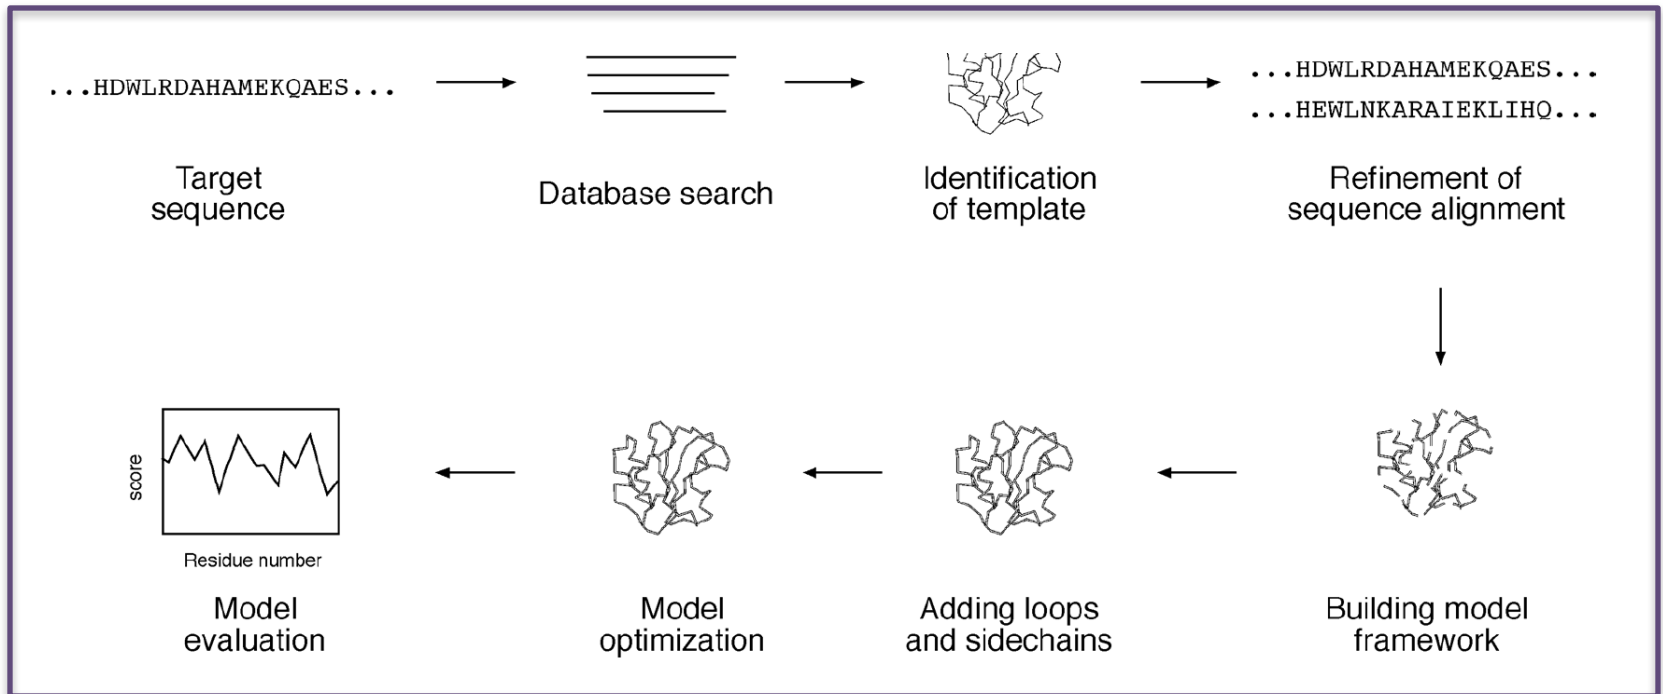 ...HDWLRDAHAMEKQAES...
Target
sequence
Database search
Identification
of template
...HDWLRDAHAMEKQAES...
...HEWLNKARAIEKLIHQ...
Refinement of
sequence alignment
score
Residue number
Model
evaluation
Model
optimization
Adding loops
and sidechains
Building model
framework